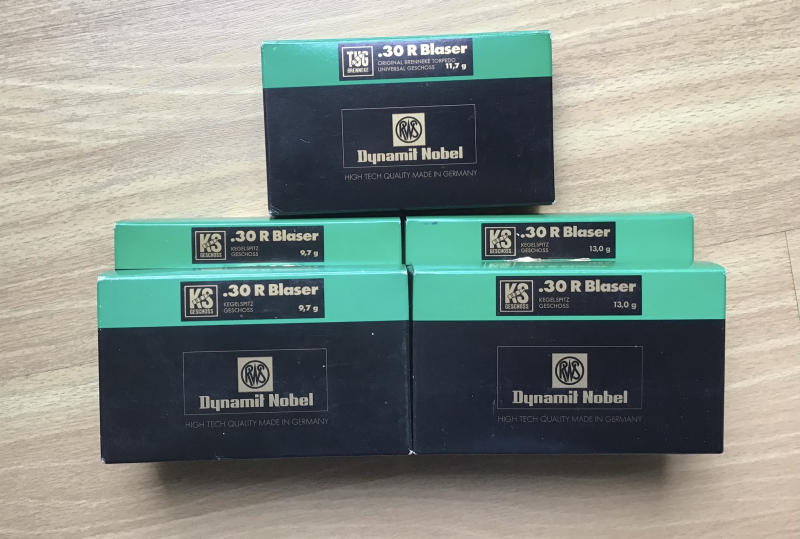 TUG
BRENNEKE
.30 R Blaser
ORIGINAL BRENNEKE TORPEDO
UNIVERSAL GESCHOSS 11,7 g
RWS
Dynamit Nobel
HIGH TECH QUALITY MADE IN GERMANY
KS
GESCHOSS
.30 R Blaser
KEGELSPITZ
GESCHOSS
9,7 g
KS
GESCHOSS
.30 R Blaser
KEGELSPITZ
GESCHOSS
13,0 g
KS
GESCHOSS
.30 R Blaser
KEGELSPITZ
GESCHOSS
9,7 g
RWS
Dynamit Nobel
HIGH TECH QUALITY MADE IN GERMANY
KS
GESCHOSS
.30 R Blaser
KEGELSPITZ
GESCHOSS
13,0 g
RWS
Dynamit Nobel
HIGH TECH QUALITY MADE IN GERMANY